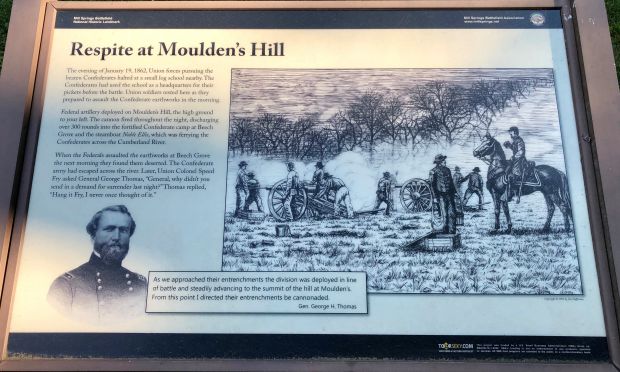 Mill Springs Battlefield
National Historic Landmark
Mill Springs Battlefield Association
www.millsprings.net
Respite at Moulden's Hill
The evening of January 19, 1862, Union forces pursuing the
beaten Confederates halted at a small log school nearby. The
Confederates had used the school as a headquarters for their
pickets before the battle. Union soldiers rested here as they
prepared to assault the Confederate earthworks in the morning.
Federal artillery deployed on Moulden's Hill, the high ground
to your left. The cannon fired throughout the night, discharging
over 300 rounds into the fortified Confederate camp at Beech
Grove and the steamboat Noble Ellis, which was ferrying the
Confederates across the Cumberland River.
When the Federals assaulted the earthworks at Beech Grove
the next morning they found them deserted. The Confederate
army had escaped across the river. Later, Union Colonel Speed
Fry asked General George Thomas, "General, why didn't you
send in a demand for surrender last night?" Thomas replied,
"Hang it Fry, I never once thought of it."
As we approached their entrenchments the division was deployed in line
of battle and steadily advancing to the summit of the hill at Moulden's.
From this point I directed their entrenchments be cannonaded.
Gen. George H. Thomas